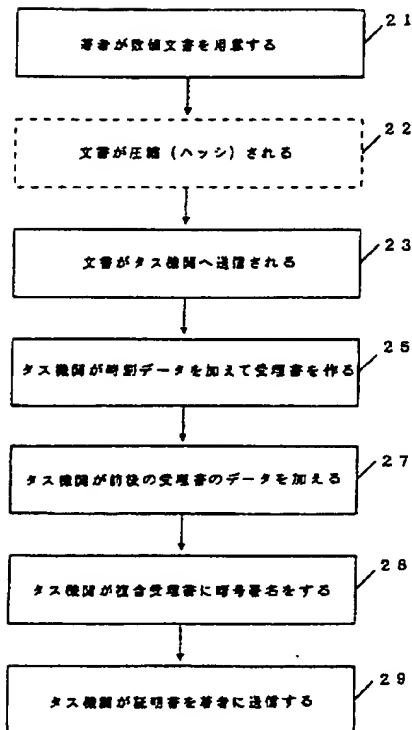 21
著者が数値文書を用意する
22
文書が圧縮（ハッシ）される
23
文書がタス機関へ送信される
25
タス機関が時刻データを加えて受理書を作る
27
タス機関が前後の受理書のデータを加える
28
タス機関が複合受理書に暗号署名をする
29
タス機関が証明書を著者に送信する